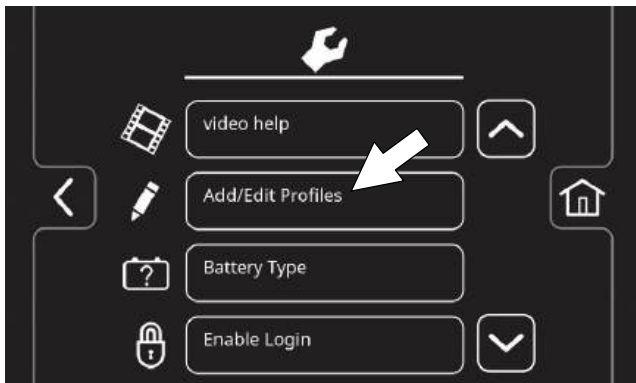 video help
Add/Edit Profiles
?
Battery Type
Enable Login